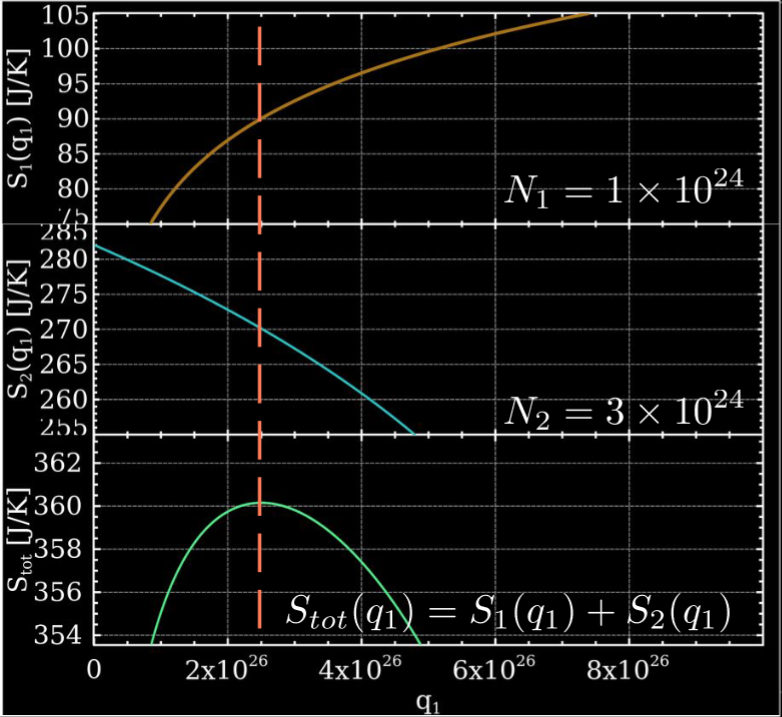 S₁(q₁) [J/K]
105
100
95
90
85
80
75
N₁ = 1 × 10²⁴
S₂(q₁) [J/K]
285
280
275
270
265
260
255
N₂ = 3 × 10²⁴
Sₜₒₜ [J/K]
362
360
358
356
354
Sₜₒₜ(q₁) = S₁(q₁) + S₂(q₁)
0 2x10²⁶ 4x10²⁶ 6x10²⁶ 8x10²⁶
q₁